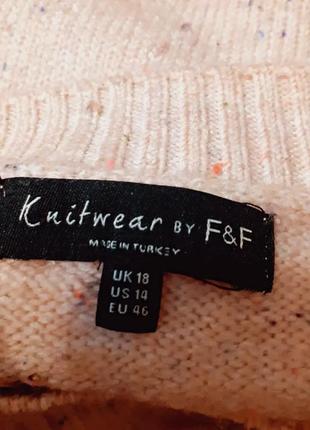 Knitwear BY F&F
MADE IN TURKEY
UK 18
US 14
EU 46